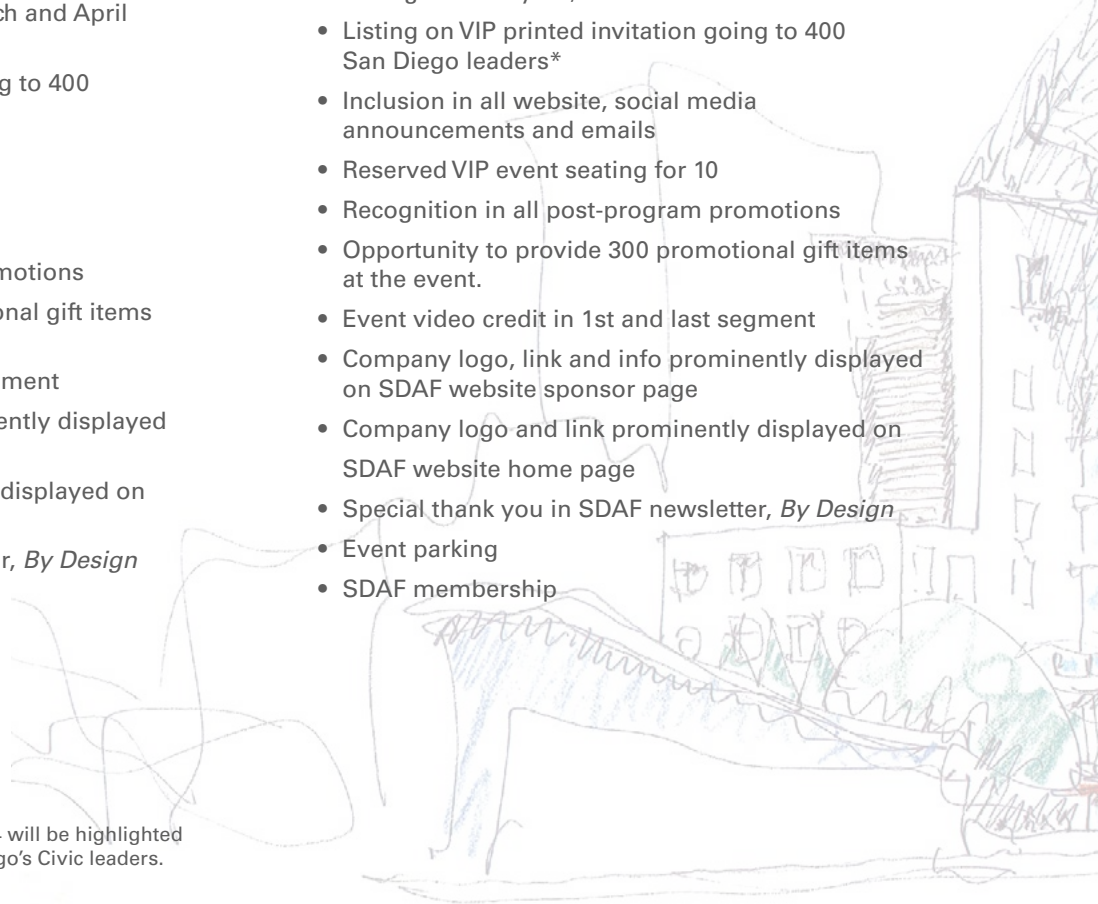 ch and April
g to 400
motions
onal gift items
ment
ently displayed
displayed on
r, By Design
will be highlighted
go's Civic leaders.
• Listing on VIP printed invitation going to 400
San Diego leaders*
• Inclusion in all website, social media
announcements and emails
• Reserved VIP event seating for 10
• Recognition in all post-program promotions
• Opportunity to provide 300 promotional gift items
at the event.
• Event video credit in 1st and last segment
• Company logo, link and info prominently displayed
on SDAF website sponsor page
• Company logo and link prominently displayed on
SDAF website home page
• Special thank you in SDAF newsletter, By Design
• Event parking
• SDAF membership